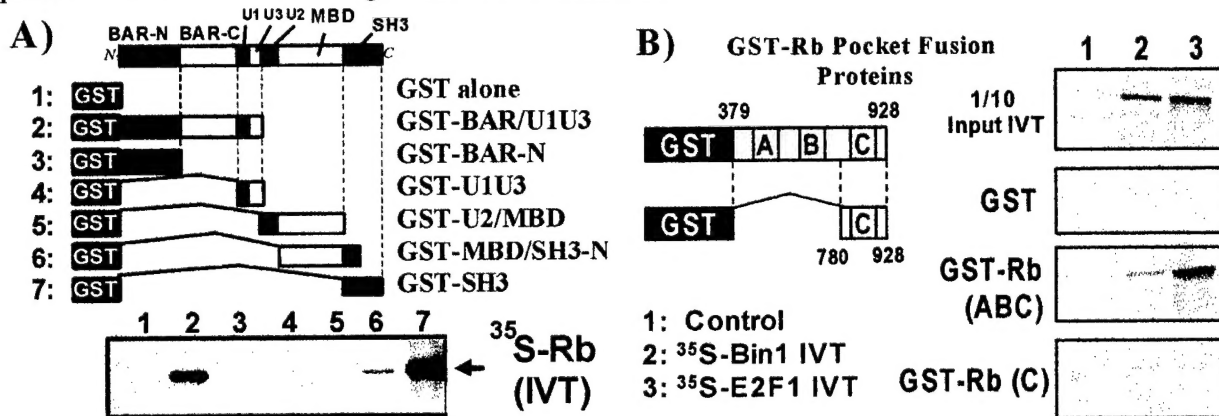 A)
BAR-N BAR-C U1 U3 U2 MBD SH3
N- C
1: GST GST alone
2: GST GST-BAR/U1U3
3: GST GST-BAR-N
4: GST GST-U1U3
5: GST GST-U2/MBD
6: GST GST-MBD/SH3-N
7: GST GST-SH3
1 2 3 4 5 6 7
35S-Rb
(IVT)
B)
GST-Rb Pocket Fusion
Proteins
379 928
GST A B C
GST C
780 928
1: Control
2: 35S-Bin1 IVT
3: 35S-E2F1 IVT
1 2 3
1/10
Input IVT
GST
GST-Rb
(ABC)
GST-Rb (C)